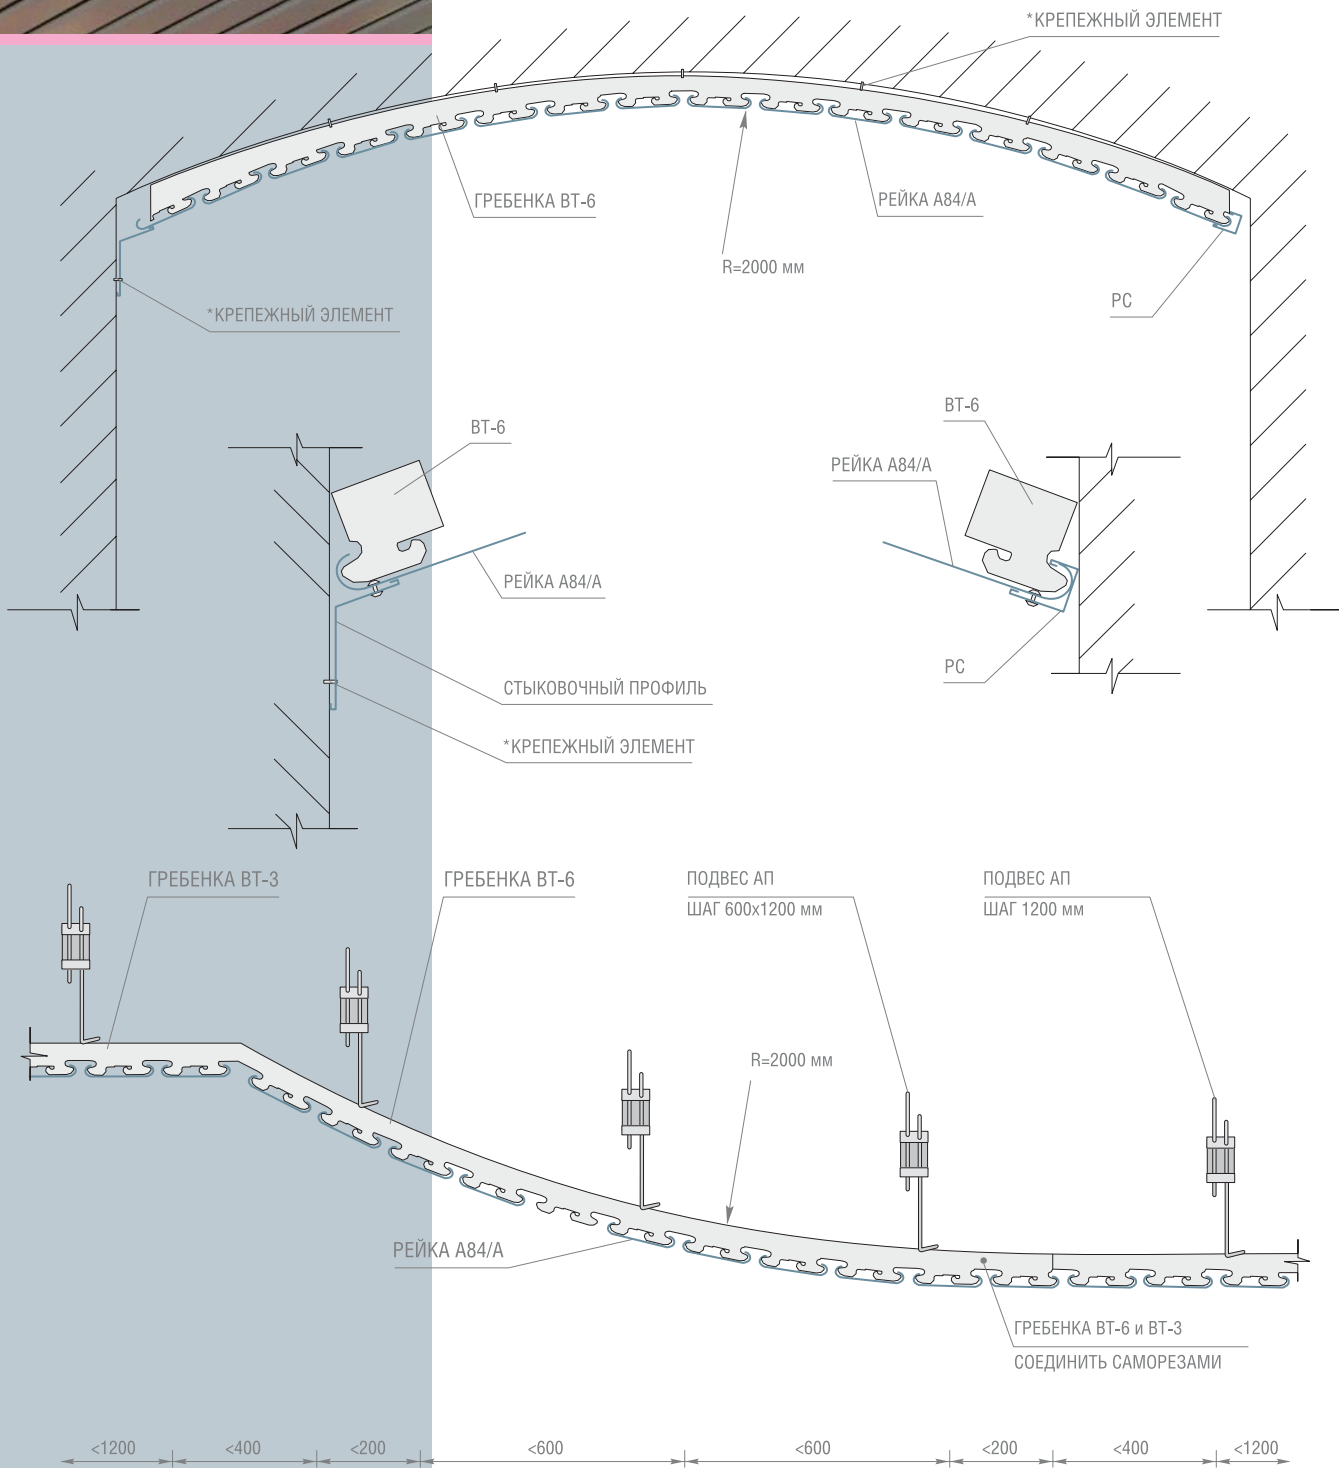 *КРЕПЕЖНЫЙ ЭЛЕМЕНТ
ГРЕБЕНКА ВТ-6
РЕЙКА А84/А
R=2000 мм
РС
*КРЕПЕЖНЫЙ ЭЛЕМЕНТ
ВТ-6
ВТ-6
РЕЙКА А84/А
РЕЙКА А84/А
РС
СТЫКОВОЧНЫЙ ПРОФИЛЬ
*КРЕПЕЖНЫЙ ЭЛЕМЕНТ
ГРЕБЕНКА ВТ-3
ГРЕБЕНКА ВТ-6
ПОДВЕС АП
ШАГ 600х1200 мм
ПОДВЕС АП
ШАГ 1200 мм
R=2000 мм
РЕЙКА А84/А
ГРЕБЕНКА ВТ-6 и ВТ-3
СОЕДИНИТЬ САМОРЕЗАМИ
<1200 <400 <200 <600 <600 <200 <400 <1200